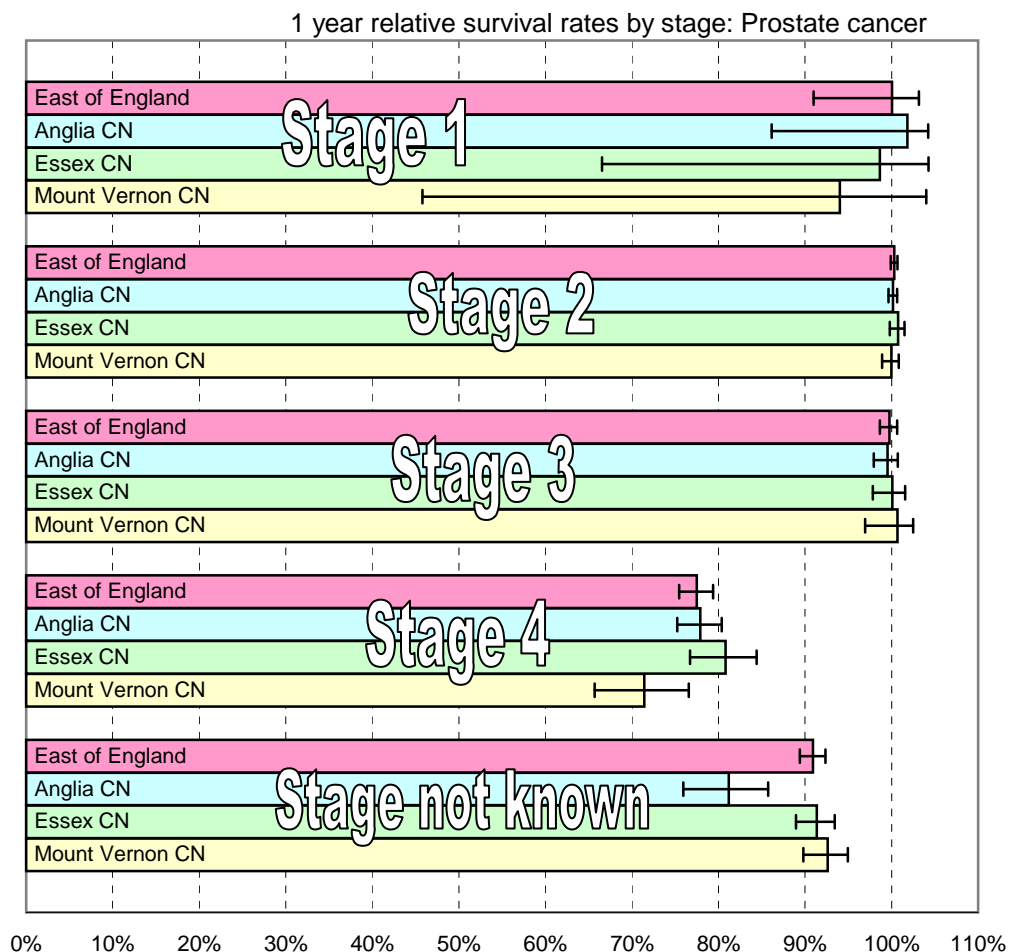 1 year relative survival rates by stage: Prostate cancer
East of England
Anglia CN
Essex CN
Mount Vernon CN
Stage 1
East of England
Anglia CN
Essex CN
Mount Vernon CN
Stage 2
East of England
Anglia CN
Essex CN
Mount Vernon CN
Stage 3
East of England
Anglia CN
Essex CN
Mount Vernon CN
Stage 4
East of England
Anglia CN
Essex CN
Mount Vernon CN
Stage not known
0% 10% 20% 30% 40% 50% 60% 70% 80% 90% 100% 110%